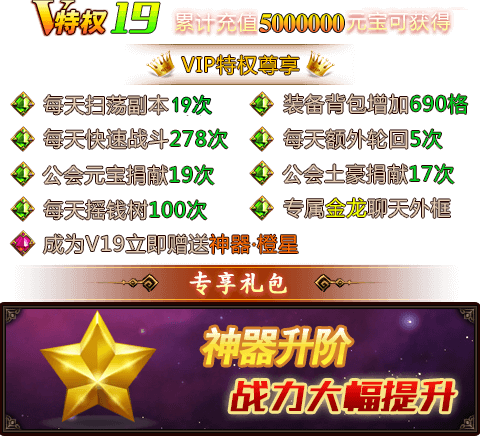 V特权19 累计充值5000000元宝可获得
VIP特权尊享
每天扫荡副本19次 装备背包增加690格
每天快速战斗278次 每天额外轮回5次
公会元宝捐献19次 公会土豪捐献17次
每天摇钱树100次 专属金龙聊天外框
成为V19立即赠送神器·橙星
专享礼包
神器升阶
战力大幅提升